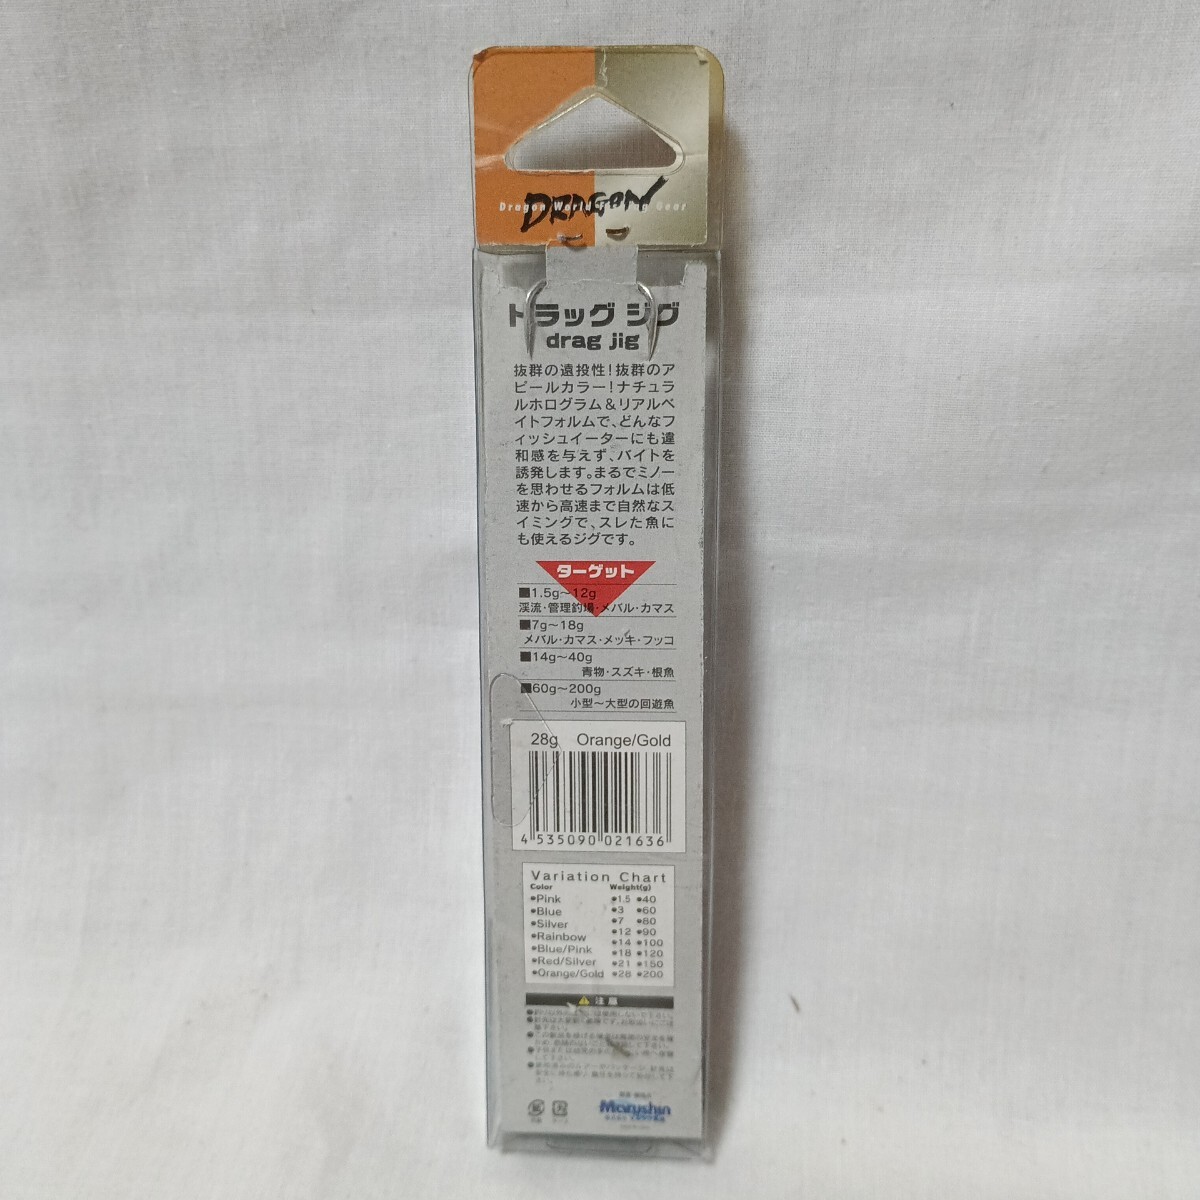 DRAGON
Dragon World Fishing Gear
ドラッグ ジグ
drag jig
抜群の遠投性!抜群のア
ピールカラー!ナチュラ
ルホログラム&リアルベ
イトフォルムで、どんなフ
ィッシュイーターにも違
和感を与えず、バイトを
誘発します。まるでミノー
を思わせるフォルムは低
速から高速まで自然なス
イミングで、スレた魚に
も使えるジグです。
ターゲット
■1.5g~12g
渓流・管理釣場・メバル・カマス
■7g~18g
メバル・カマス・メッキ・フッコ
■14g~40g
青物・スズキ・根魚
■60g~200g
小型~大型の回遊魚
28g Orange/Gold
4 535090 021636
Variation Chart
Color Weight(g)
•Pink •1.5 •40
•Blue •3 •60
•Silver •7 •80
•Rainbow •12 •90
•Blue/Pink •14 •100
•Red/Silver •18 •120
•Orange/Gold •21 •150
•28 •200
注意
Marushin